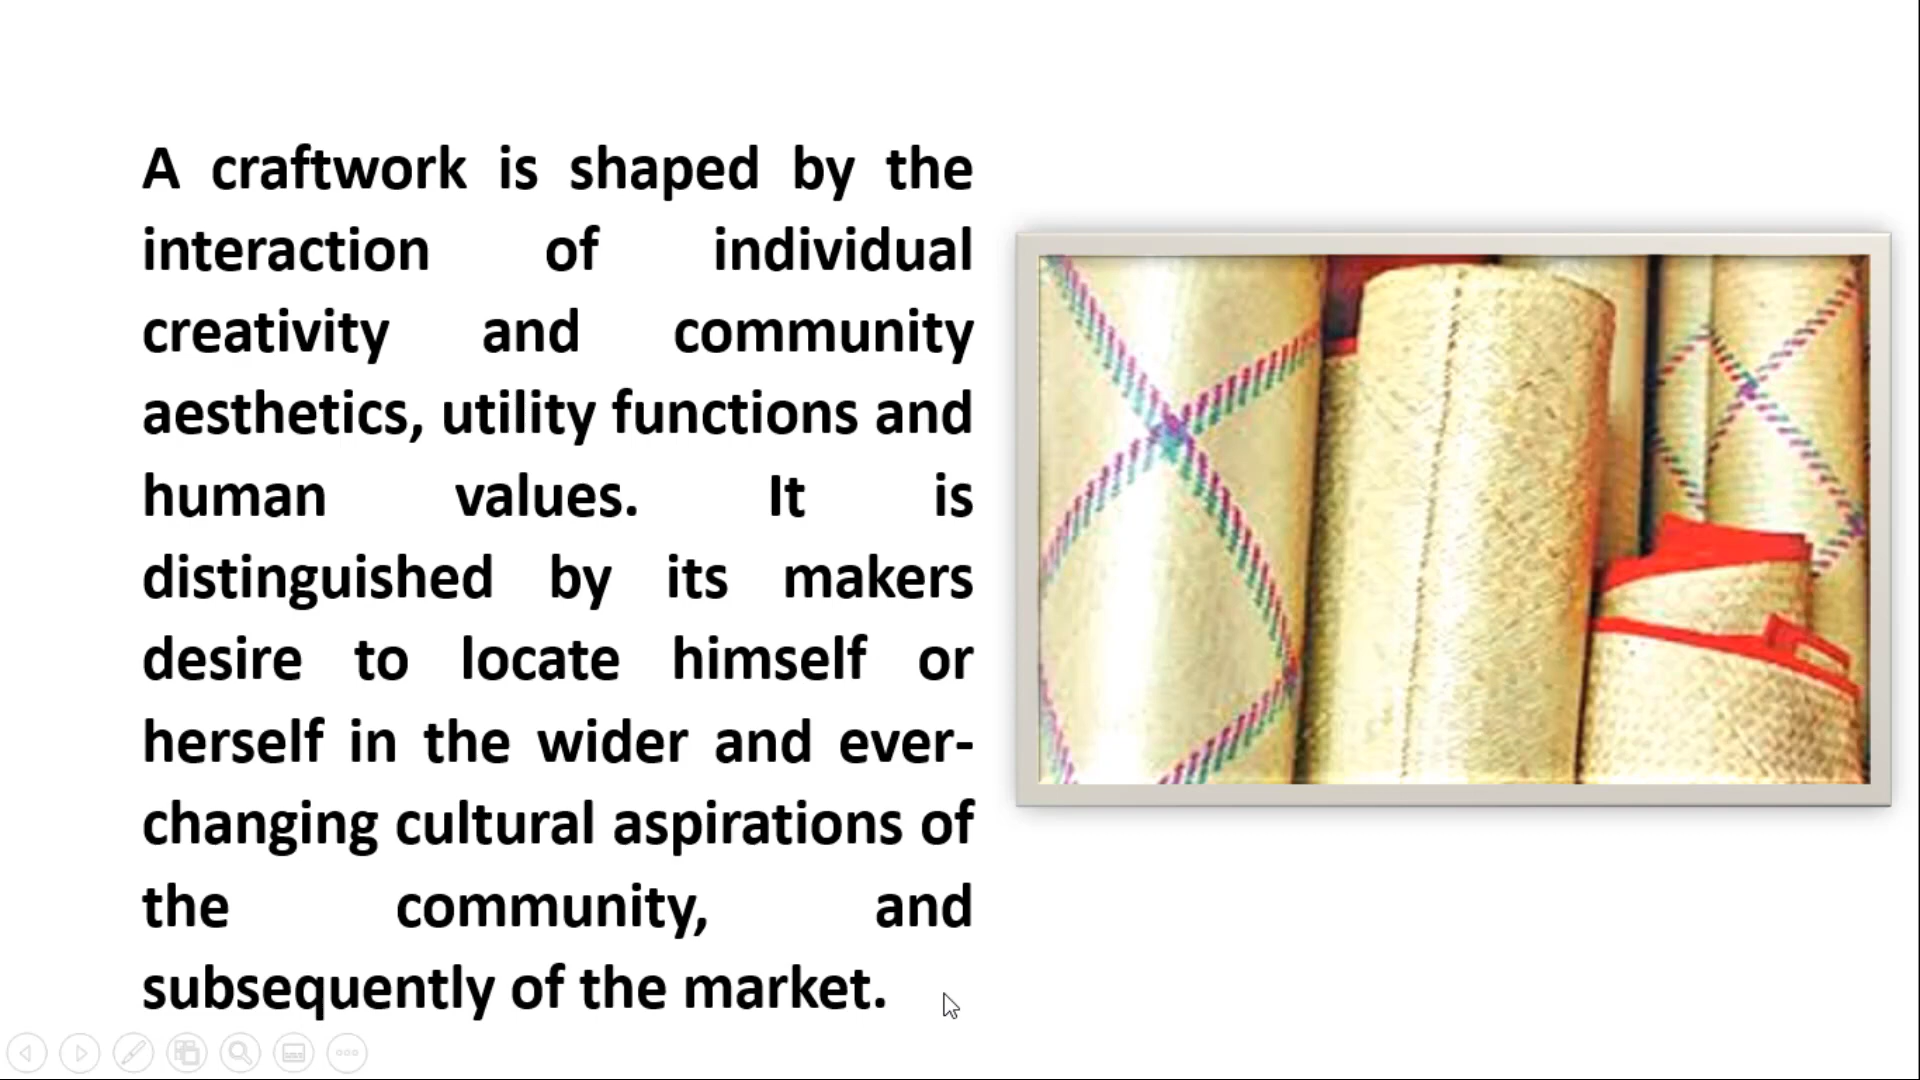 A craftwork is shaped by the
interaction of individual
creativity and community
aesthetics, utility functions and
human values. It is
distinguished by its makers
desire to locate himself or
herself in the wider and ever-
changing cultural aspirations of
the community, and
subsequently of the market.